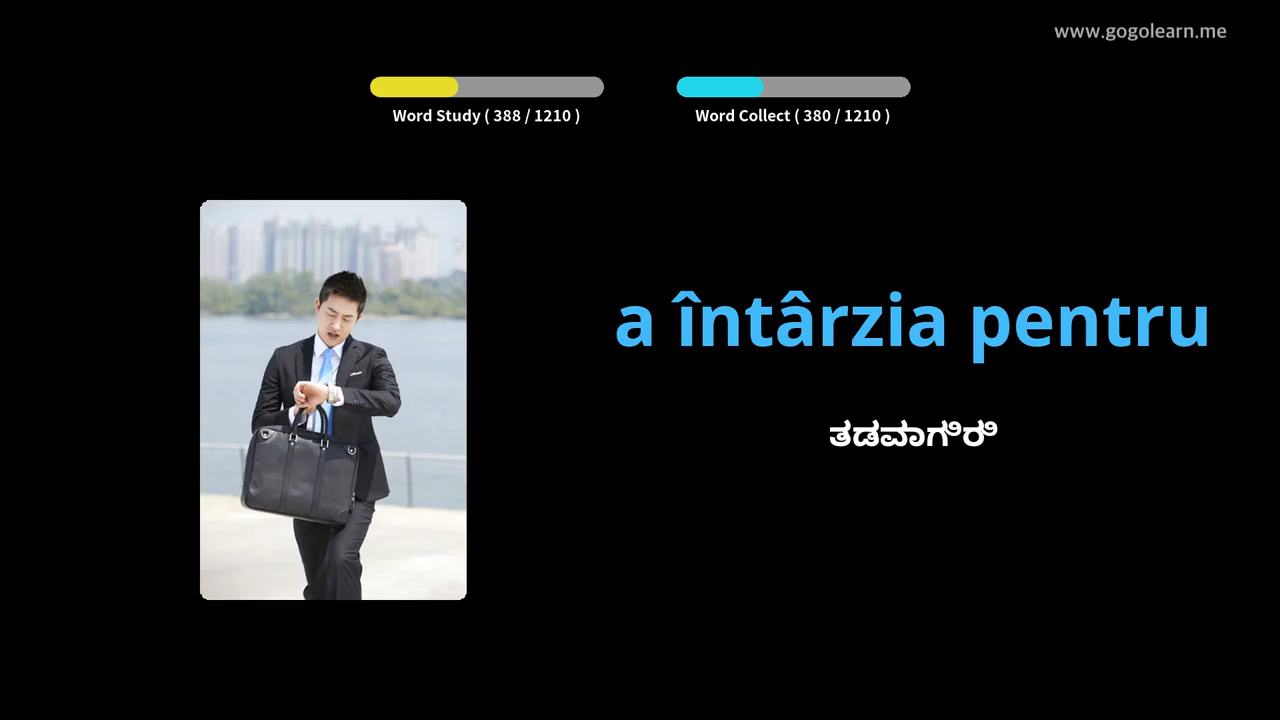 www.gogolearn.me
Word Study ( 388 / 1210 )
Word Collect ( 380 / 1210 )
a întârzia pentru
ತಡವಾಗಿರಿ